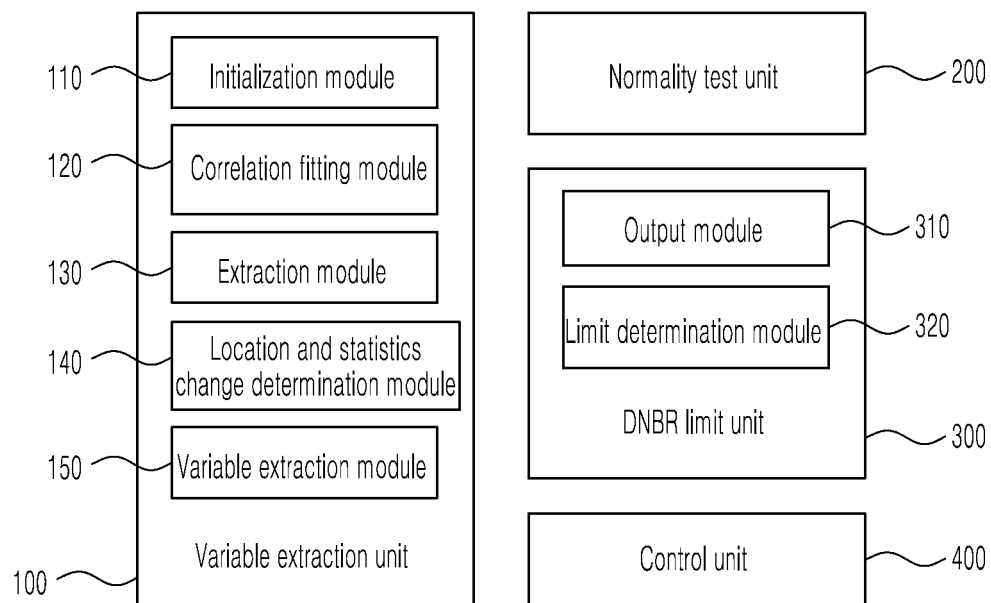 110
Initialization module
120
Correlation fitting module
130
Extraction module
140
Location and statistics
change determination module
150
Variable extraction module
Variable extraction unit
100
Normality test unit
200
Output module
310
Limit determination module
320
DNBR limit unit
300
Control unit
400